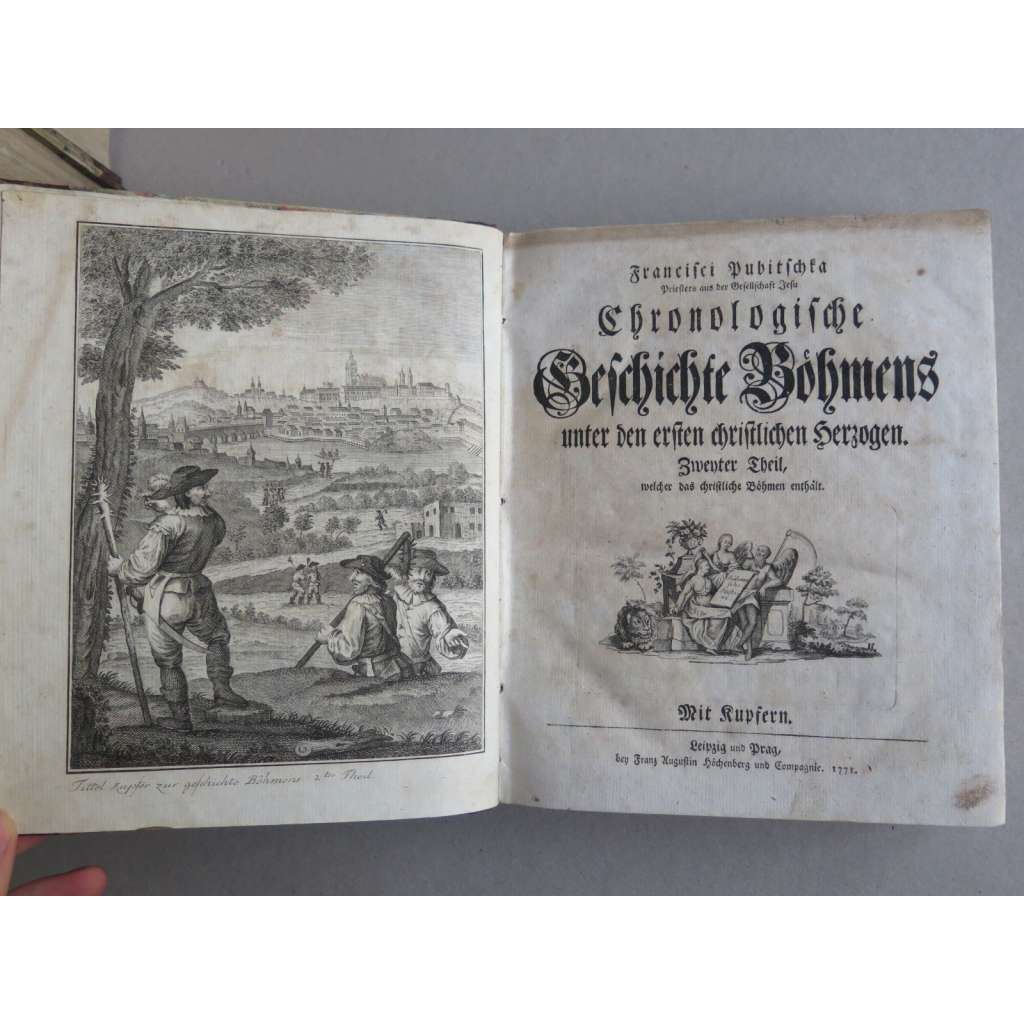 Tittel kupfer zur geschichte Böhmens 2ter Theil.
Francisci Pubitschka
Priesters aus der Gesellschaft Jesu
Chronologische
Geschichte Böhmens
unter den ersten christlichen Herzogen.
Zweyter Theil,
welcher das christliche Böhmen enthält.
Mit Kupfern.
Leipzig und Prag,
bey Franz Augustin Höchenberg und Compagnie. 1771.